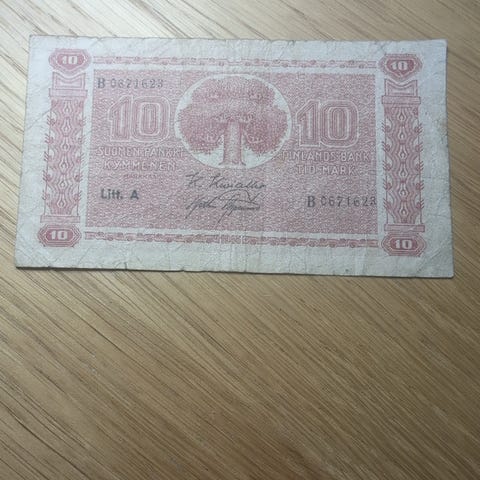 10 10
B 0671623
10 10
SUOMEN PANKKI FINLANDS BANK
KYMMENEN TIO MARK
MARKKAA
Litt. A
B 0671623
10 10